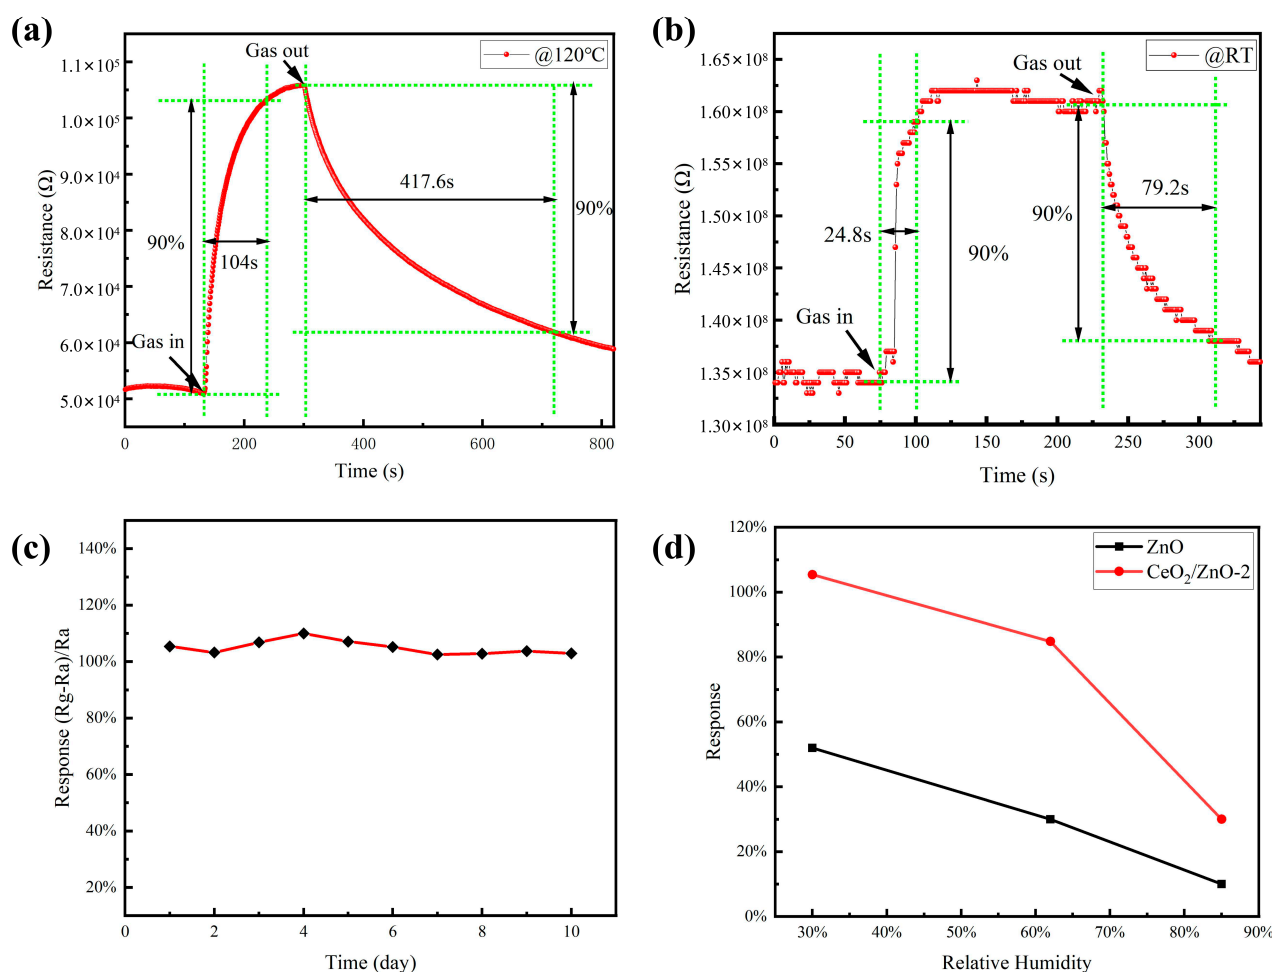 (a)
@120℃
Gas out
1.1×10⁵
1.0×10⁵
9.0×10⁴
8.0×10⁴
7.0×10⁴
6.0×10⁴
5.0×10⁴
Resistance (Ω)
90%
104s
417.6s
90%
Gas in
0
200
400
600
800
Time (s)
(b)
@RT
Gas out
1.65×10⁸
1.60×10⁸
1.55×10⁸
1.50×10⁸
1.45×10⁸
1.40×10⁸
1.35×10⁸
1.30×10⁸
Resistance (Ω)
24.8s
90%
90%
79.2s
Gas in
0
50
100
150
200
250
300
Time (s)
(c)
140%
120%
100%
80%
60%
40%
20%
Response (Rg-Ra)/Ra
0
2
4
6
8
10
Time (day)
(d)
ZnO
CeO₂/ZnO-2
120%
100%
80%
60%
40%
20%
0%
Response
30%
40%
50%
60%
70%
80%
90%
Relative Humidity